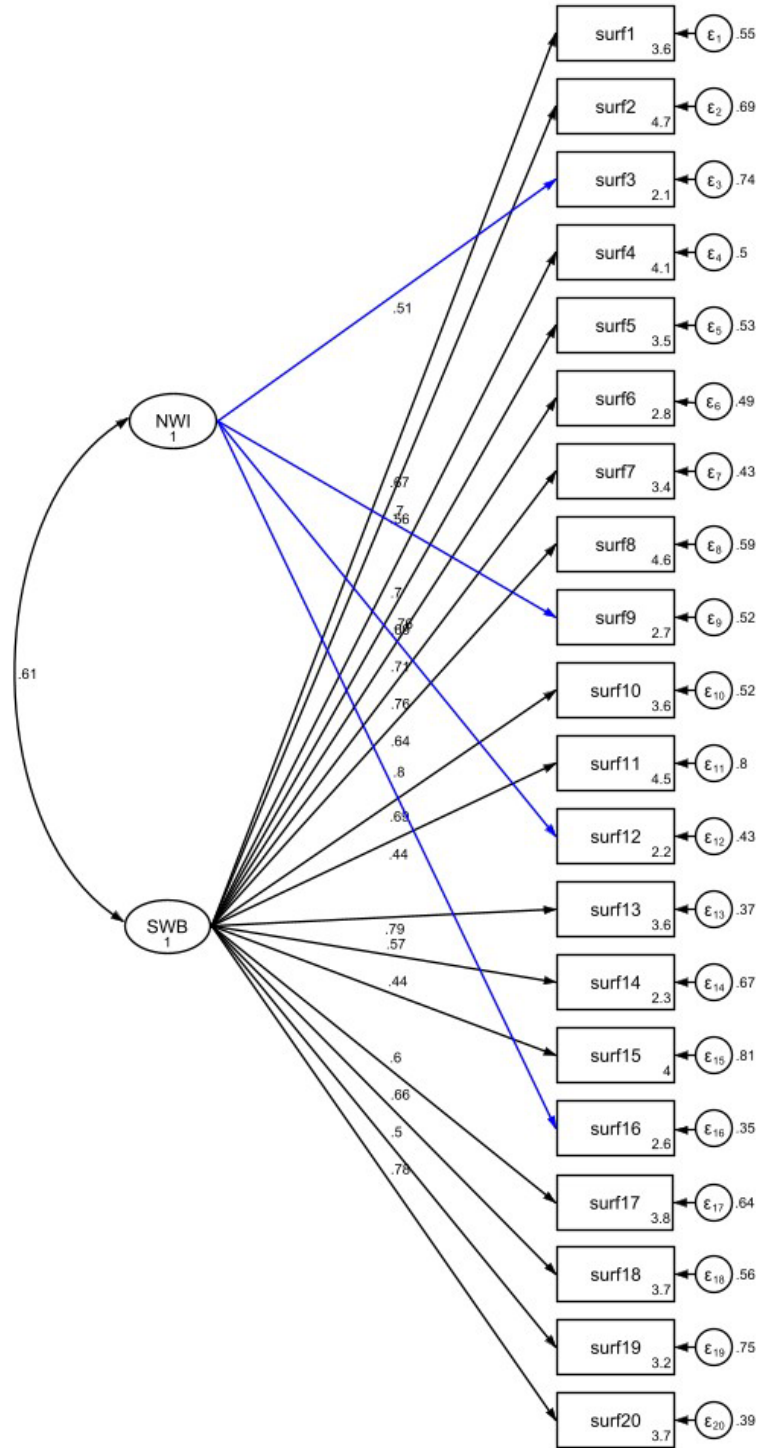 surf1 3.6 ε1 .55
surf2 4.7 ε2 .69
surf3 2.1 ε3 .74
surf4 4.1 ε4 .5
.51
surf5 3.5 ε5 .53
surf6 2.8 ε6 .49
NWI
1
surf7 3.4 ε7 .43
.67
.7
.56
surf8 4.6 ε8 .59
.7
surf9 2.7 ε9 .52
.76
.71
.61
surf10 3.6 ε10 .52
.76
.64
surf11 4.5 ε11 .8
.8
.69
surf12 2.2 ε12 .43
.44
surf13 3.6 ε13 .37
SWB
1
.79
.57
surf14 2.3 ε14 .67
.44
surf15 4 ε15 .81
.6
.66
surf16 2.6 ε16 .35
.5
.78
surf17 3.8 ε17 .64
surf18 3.7 ε18 .56
surf19 3.2 ε19 .75
surf20 3.7 ε20 .39